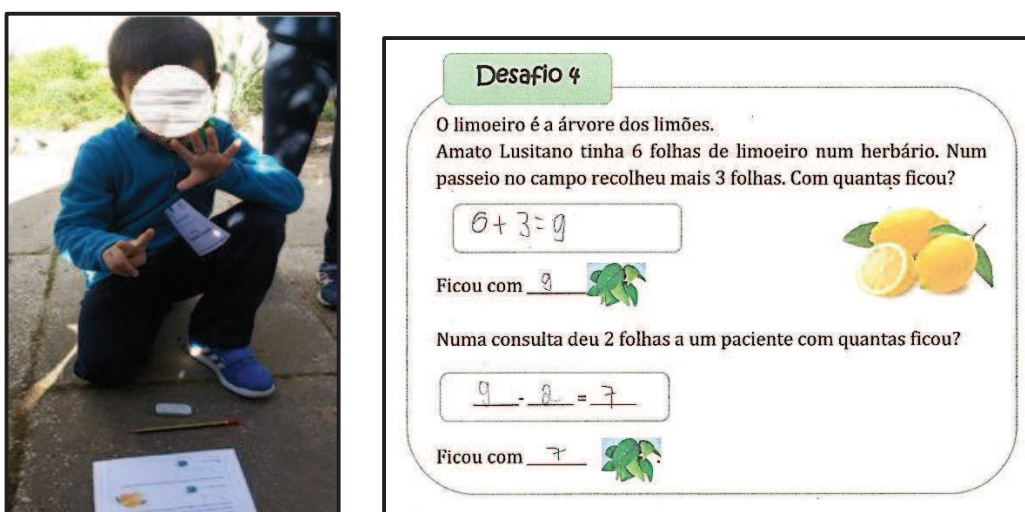 Desafio 4
O limoeiro é a árvore dos limões.
Amato Lusitano tinha 6 folhas de limoeiro num herbário. Num
passeio no campo recolheu mais 3 folhas. Com quantas ficou?
6+3=9
Ficou com 9
Numa consulta deu 2 folhas a um paciente com quantas ficou?
9 - 2 = 7
Ficou com 7.